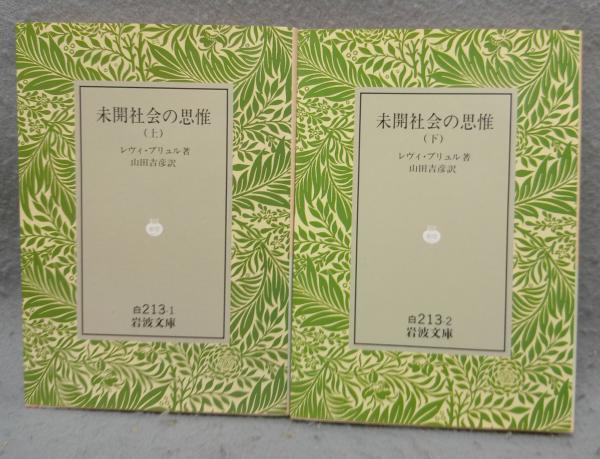 未開社会の思惟
(上)
レヴィ・ブリュル著
山田吉彦訳
白213-1
岩波文庫
未開社会の思惟
(下)
レヴィ・ブリュル著
山田吉彦訳
白213-2
岩波文庫